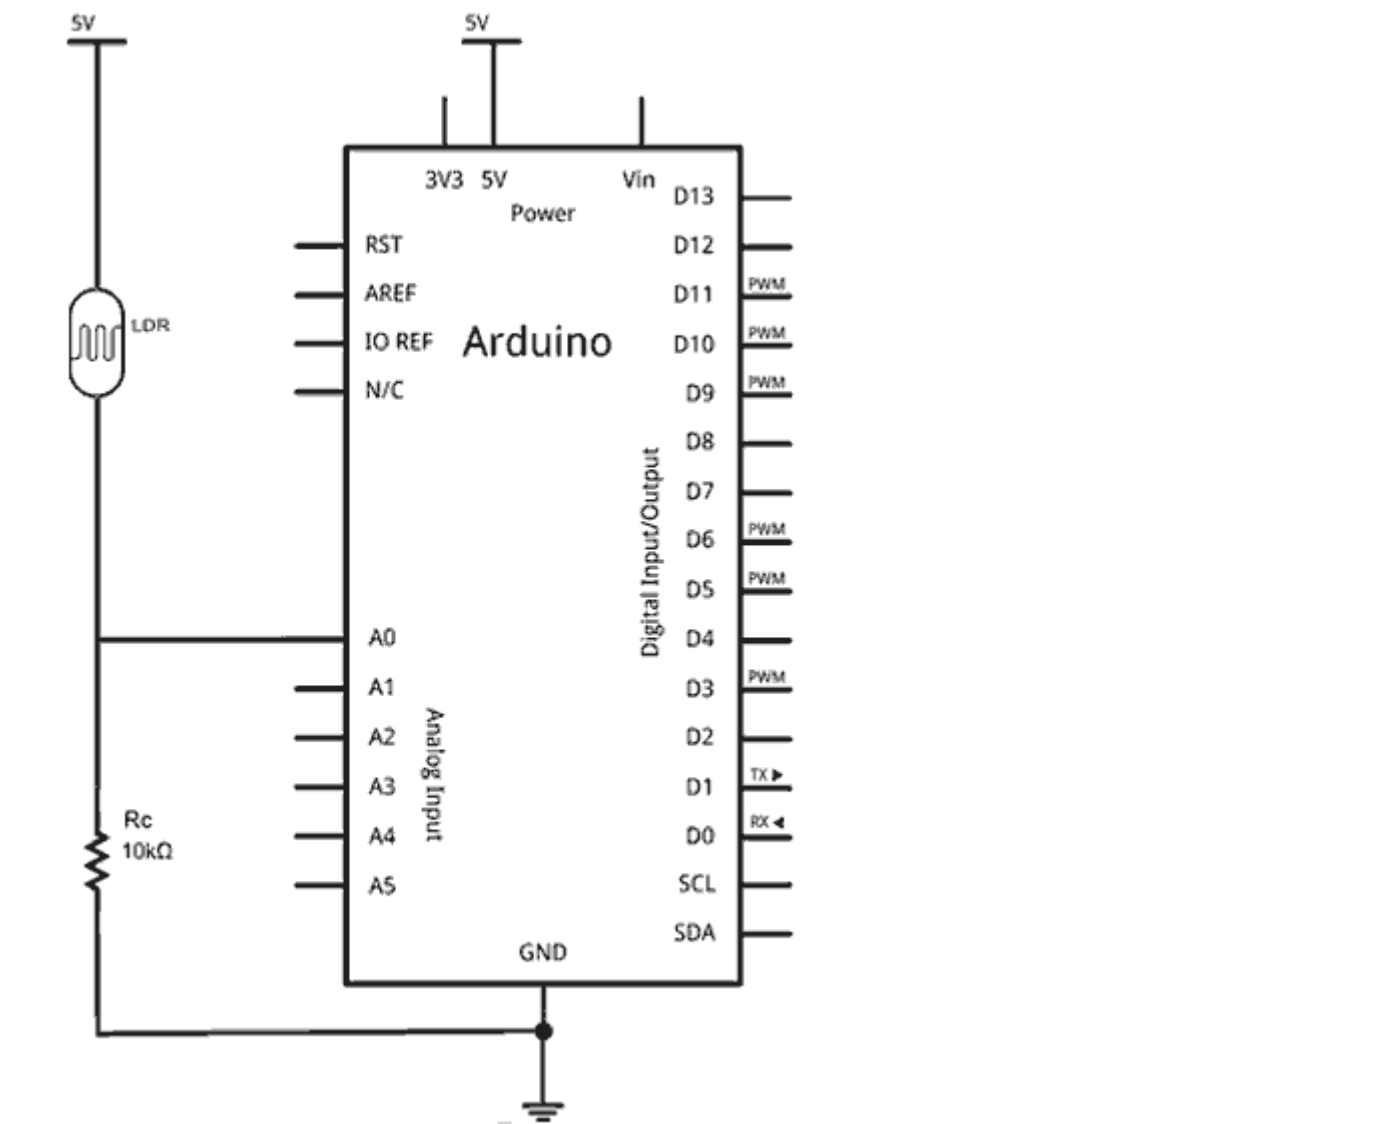 5V
5V
3V3 5V Vin
Power
RST
AREF
IO REF
N/C
Arduino
LDR
A0
A1
A2
A3
A4
A5
Analog Input
Rc
10kΩ
Digital Input/Output
D13
D12
D11 PWM
D10 PWM
D9 PWM
D8
D7
D6 PWM
D5 PWM
D4
D3 PWM
D2
D1 TX ▶
D0 RX ◀
SCL
SDA
GND